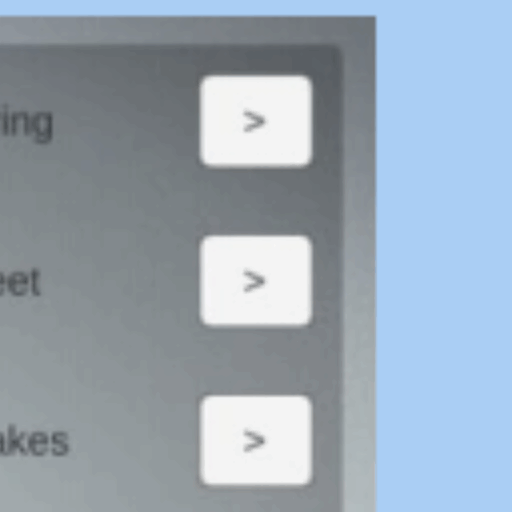 ing >
eet >
akes >